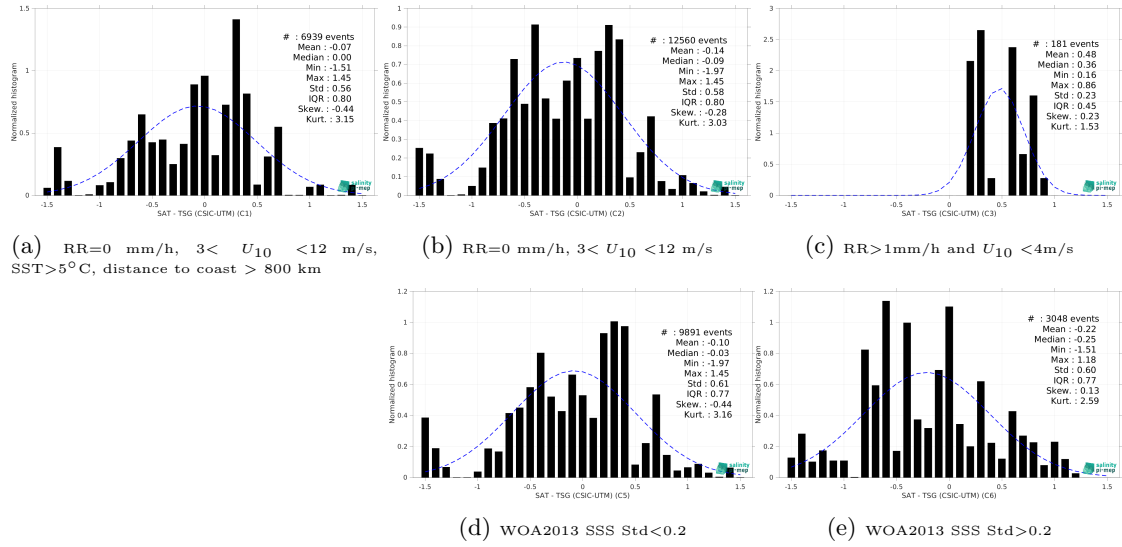 1.5
1
0.5
0
Normalized histogram
# : 6939 events
Mean : -0.07
Median : 0.00
Min : -1.51
Max : 1.45
Std : 0.56
IQR : 0.80
Skew. : -0.44
Kurt. : 3.15
salinity
pi-mep
-1.5 -1 -0.5 0 0.5 1 1.5
SAT - TSG (CSIC-UTM) (C1)
(a) RR=0 mm/h, 3< U10 <12 m/s,
SST>5°C, distance to coast > 800 km
1
0.9
0.8
0.7
0.6
0.5
0.4
0.3
0.2
0.1
0
Normalized histogram
# : 12560 events
Mean : -0.14
Median : -0.09
Min : -1.97
Max : 1.45
Std : 0.58
IQR : 0.80
Skew. : -0.28
Kurt. : 3.03
salinity
pi-mep
-1.5 -1 -0.5 0 0.5 1 1.5
SAT - TSG (CSIC-UTM) (C2)
(b) RR=0 mm/h, 3< U10 <12 m/s
3
2.5
2
1.5
1
0.5
0
Normalized histogram
# : 181 events
Mean : 0.48
Median : 0.36
Min : 0.16
Max : 0.86
Std : 0.23
IQR : 0.45
Skew. : 0.23
Kurt. : 1.53
salinity
pi-mep
-1.5 -1 -0.5 0 0.5 1 1.5
SAT - TSG (CSIC-UTM) (C3)
(c) RR>1mm/h and U10 <4m/s
1.2
1
0.8
0.6
0.4
0.2
0
Normalized histogram
# : 9891 events
Mean : -0.10
Median : -0.03
Min : -1.97
Max : 1.45
Std : 0.61
IQR : 0.77
Skew. : -0.44
Kurt. : 3.16
salinity
pi-mep
-1.5 -1 -0.5 0 0.5 1 1.5
SAT - TSG (CSIC-UTM) (C5)
(d) WOA2013 SSS Std<0.2
1.2
1
0.8
0.6
0.4
0.2
0
Normalized histogram
# : 3048 events
Mean : -0.22
Median : -0.25
Min : -1.51
Max : 1.18
Std : 0.60
IQR : 0.77
Skew. : 0.13
Kurt. : 2.59
salinity
pi-mep
-1.5 -1 -0.5 0 0.5 1 1.5
SAT - TSG (CSIC-UTM) (C6)
(e) WOA2013 SSS Std>0.2